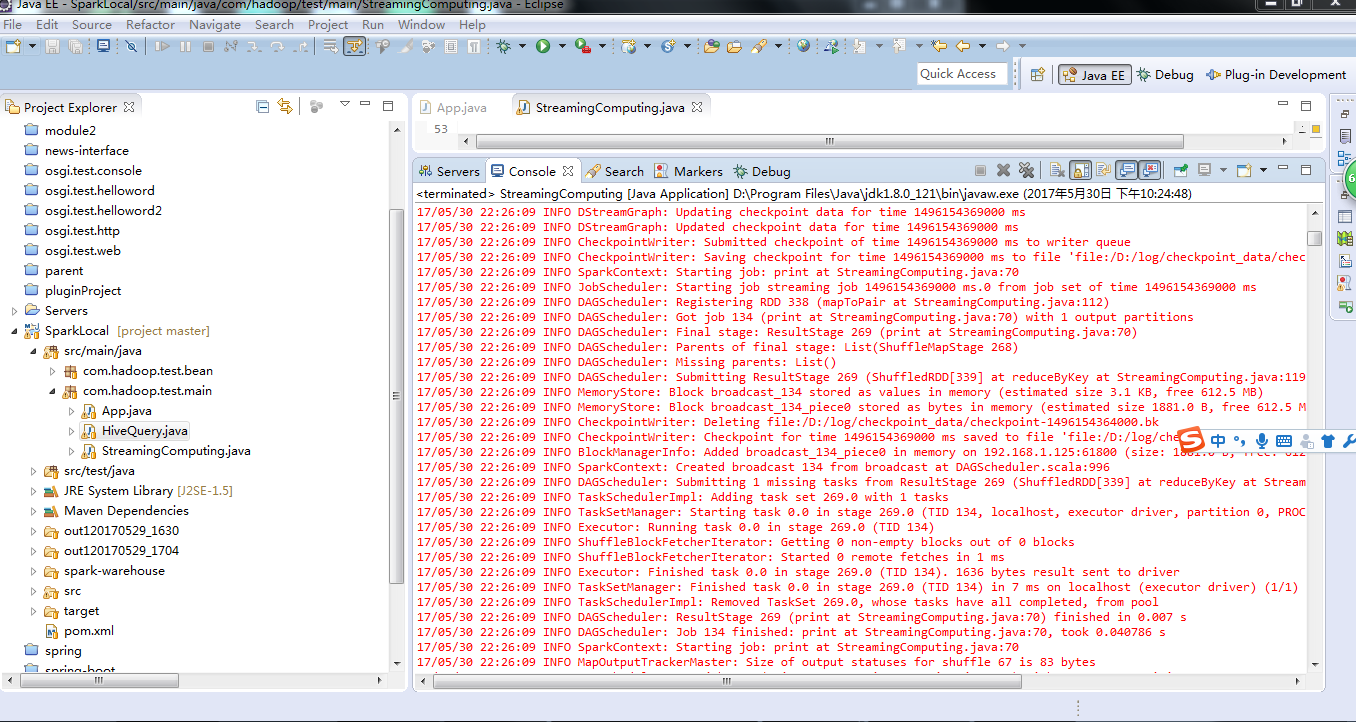 Java EE - SparkLocal/src/main/java/com/hadoop/test/main/StreamingComputing.java - Eclipse
File Edit Source Refactor Navigate Search Project Run Window Help
Quick Access
Java EE
Debug
Plug-in Development
Project Explorer
module2
news-interface
osgi.test.console
osgi.test.helloword
osgi.test.helloword2
osgi.test.http
osgi.test.web
parent
pluginProject
Servers
SparkLocal [project master]
src/main/java
com.hadoop.test.bean
com.hadoop.test.main
App.java
HiveQuery.java
StreamingComputing.java
src/test/java
JRE System Library [J2SE-1.5]
Maven Dependencies
out120170529_1630
out120170529_1704
spark-warehouse
src
target
pom.xml
spring
spring-boot
App.java
StreamingComputing.java
53
Servers
Console
Search
Markers
Debug
<terminated> StreamingComputing [Java Application] D:\Program Files\Java\jdk1.8.0_121\bin\javaw.exe (2017年5月30日 下午10:24:48)
17/05/30 22:26:09 INFO DStreamGraph: Updating checkpoint data for time 1496154369000 ms
17/05/30 22:26:09 INFO DStreamGraph: Updated checkpoint data for time 1496154369000 ms
17/05/30 22:26:09 INFO CheckpointWriter: Submitted checkpoint of time 1496154369000 ms to writer queue
17/05/30 22:26:09 INFO CheckpointWriter: Saving checkpoint for time 1496154369000 ms to file 'file:/D:/log/checkpoint_data/chec
17/05/30 22:26:09 INFO SparkContext: Starting job: print at StreamingComputing.java:70
17/05/30 22:26:09 INFO JobScheduler: Starting job streaming job 1496154369000 ms.0 from job set of time 1496154369000 ms
17/05/30 22:26:09 INFO DAGScheduler: Registering RDD 338 (mapToPair at StreamingComputing.java:112)
17/05/30 22:26:09 INFO DAGScheduler: Got job 134 (print at StreamingComputing.java:70) with 1 output partitions
17/05/30 22:26:09 INFO DAGScheduler: Final stage: ResultStage 269 (print at StreamingComputing.java:70)
17/05/30 22:26:09 INFO DAGScheduler: Parents of final stage: List(ShuffleMapStage 268)
17/05/30 22:26:09 INFO DAGScheduler: Missing parents: List()
17/05/30 22:26:09 INFO DAGScheduler: Submitting ResultStage 269 (ShuffledRDD[339] at reduceByKey at StreamingComputing.java:119
17/05/30 22:26:09 INFO MemoryStore: Block broadcast_134 stored as values in memory (estimated size 3.1 KB, free 612.5 MB)
17/05/30 22:26:09 INFO MemoryStore: Block broadcast_134_piece0 stored as bytes in memory (estimated size 1881.0 B, free 612.5 M
17/05/30 22:26:09 INFO CheckpointWriter: Deleting file:/D:/log/checkpoint_data/checkpoint-1496154364000.bk
17/05/30 22:26:09 INFO CheckpointWriter: Checkpoint for time 1496154369000 ms saved to file 'file:/D:/log/che
中
17/05/30 22:26:09 INFO BlockManagerInfo: Added broadcast_134_piece0 in memory on 192.168.1.125:61800 (size: 1881.0 B, free: 612
17/05/30 22:26:09 INFO SparkContext: Created broadcast 134 from broadcast at DAGScheduler.scala:996
17/05/30 22:26:09 INFO DAGScheduler: Submitting 1 missing tasks from ResultStage 269 (ShuffledRDD[339] at reduceByKey at Stream
17/05/30 22:26:09 INFO TaskSchedulerImpl: Adding task set 269.0 with 1 tasks
17/05/30 22:26:09 INFO TaskSetManager: Starting task 0.0 in stage 269.0 (TID 134, localhost, executor driver, partition 0, PROC
17/05/30 22:26:09 INFO Executor: Running task 0.0 in stage 269.0 (TID 134)
17/05/30 22:26:09 INFO ShuffleBlockFetcherIterator: Getting 0 non-empty blocks out of 0 blocks
17/05/30 22:26:09 INFO ShuffleBlockFetcherIterator: Started 0 remote fetches in 1 ms
17/05/30 22:26:09 INFO Executor: Finished task 0.0 in stage 269.0 (TID 134). 1636 bytes result sent to driver
17/05/30 22:26:09 INFO TaskSetManager: Finished task 0.0 in stage 269.0 (TID 134) in 7 ms on localhost (executor driver) (1/1)
17/05/30 22:26:09 INFO TaskSchedulerImpl: Removed TaskSet 269.0, whose tasks have all completed, from pool
17/05/30 22:26:09 INFO DAGScheduler: ResultStage 269 (print at StreamingComputing.java:70) finished in 0.007 s
17/05/30 22:26:09 INFO DAGScheduler: Job 134 finished: print at StreamingComputing.java:70, took 0.040786 s
17/05/30 22:26:09 INFO SparkContext: Starting job: print at StreamingComputing.java:70
17/05/30 22:26:09 INFO MapOutputTrackerMaster: Size of output statuses for shuffle 67 is 83 bytes